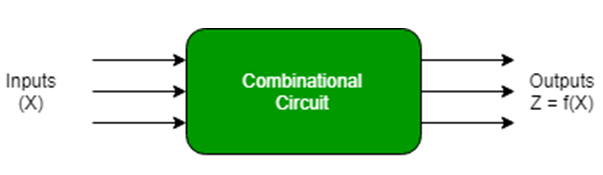 Inputs
(X)
Combinational
Circuit
Outputs
Z = f(X)